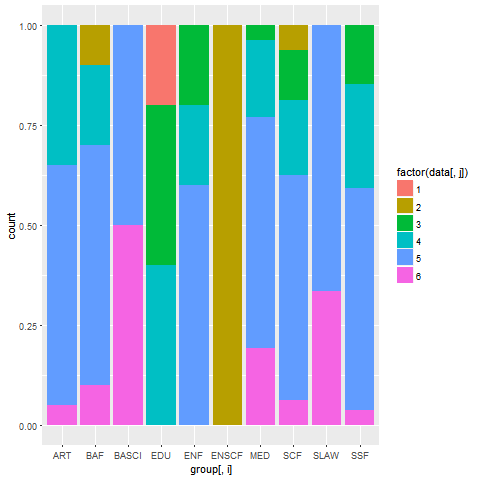 1.00
0.75
0.50
0.25
0.00
count
ART BAF BASCI EDU ENF ENSCF MED SCF SLAW SSF
group[, i]
factor(data[, j])
1
2
3
4
5
6